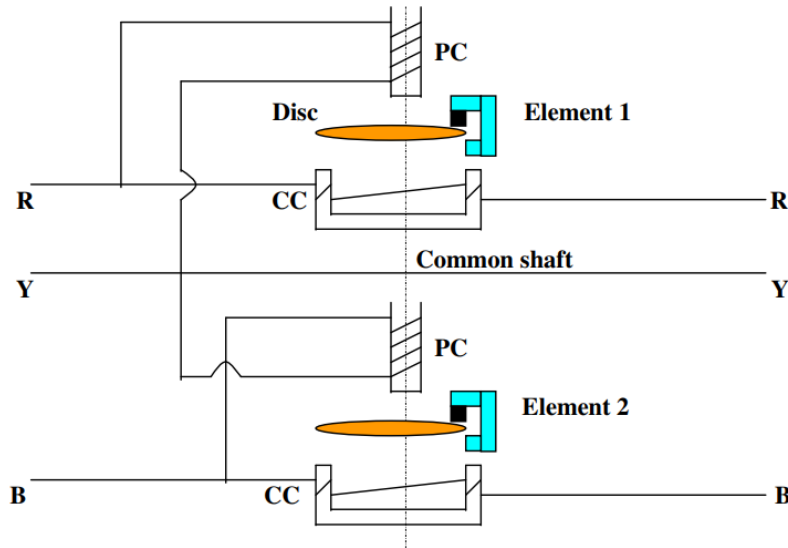 PC
Disc
Element 1
R
CC
R
Common shaft
Y
Y
PC
Element 2
B
CC
B